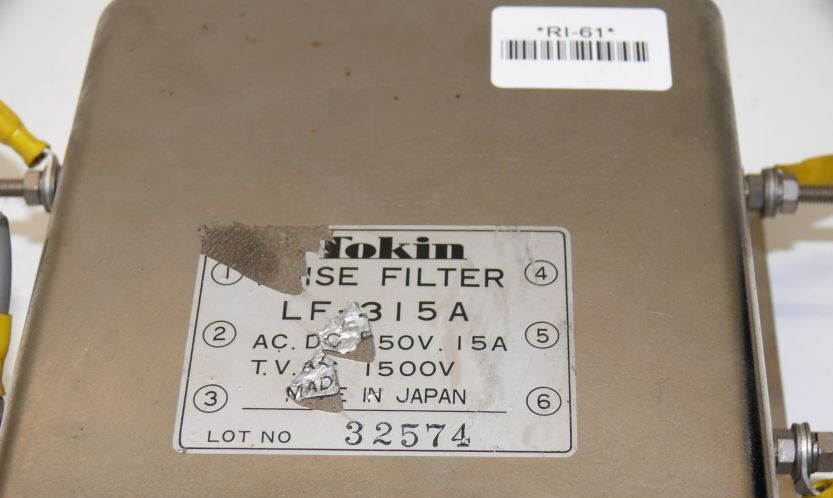 *RI-61*
Tokin
① ISE FILTER ④
LF-315A
② AC.DC 50V. 15A ⑤
T.V.A 1500V
③ MADE IN JAPAN ⑥
LOT NO 32574